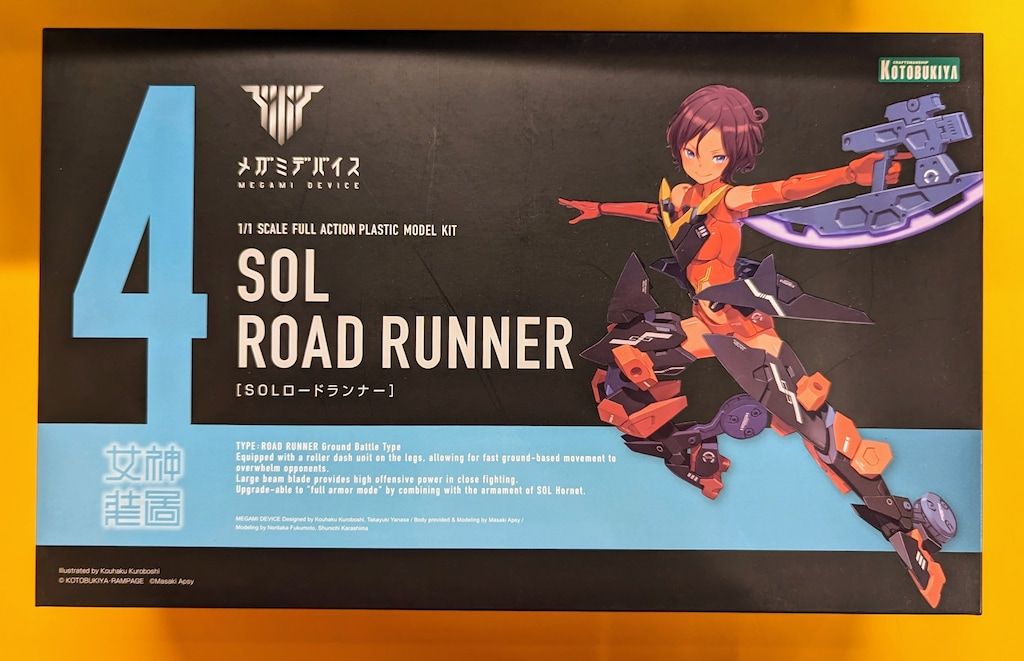 4
メガミデバイス
MEGAMI DEVICE
CRAFTSMANSHIP
KOTOBUKIYA
1/1 SCALE FULL ACTION PLASTIC MODEL KIT
SOL
ROAD RUNNER
[SOLロードランナー]
女神
装置
TYPE:ROAD RUNNER Ground Battle Type
Equipped with a roller dash unit on the legs, allowing for fast ground-based movement to
overwhelm opponents.
Large beam blade provides high offensive power in close fighting.
Upgrade-able to "full armor mode" by combining with the armament of SOL Hornet.
MEGAMI DEVICE Designed by Kouhaku Kuroboshi, Takayuki Yanase / Body provided & Modeling by Masaki Apsy /
Modeling by Noritaka Fukumoto, Shunichi Karashima
Illustrated by Kouhaku Kuroboshi
© KOTOBUKIYA・RAMPAGE ©Masaki Apsy